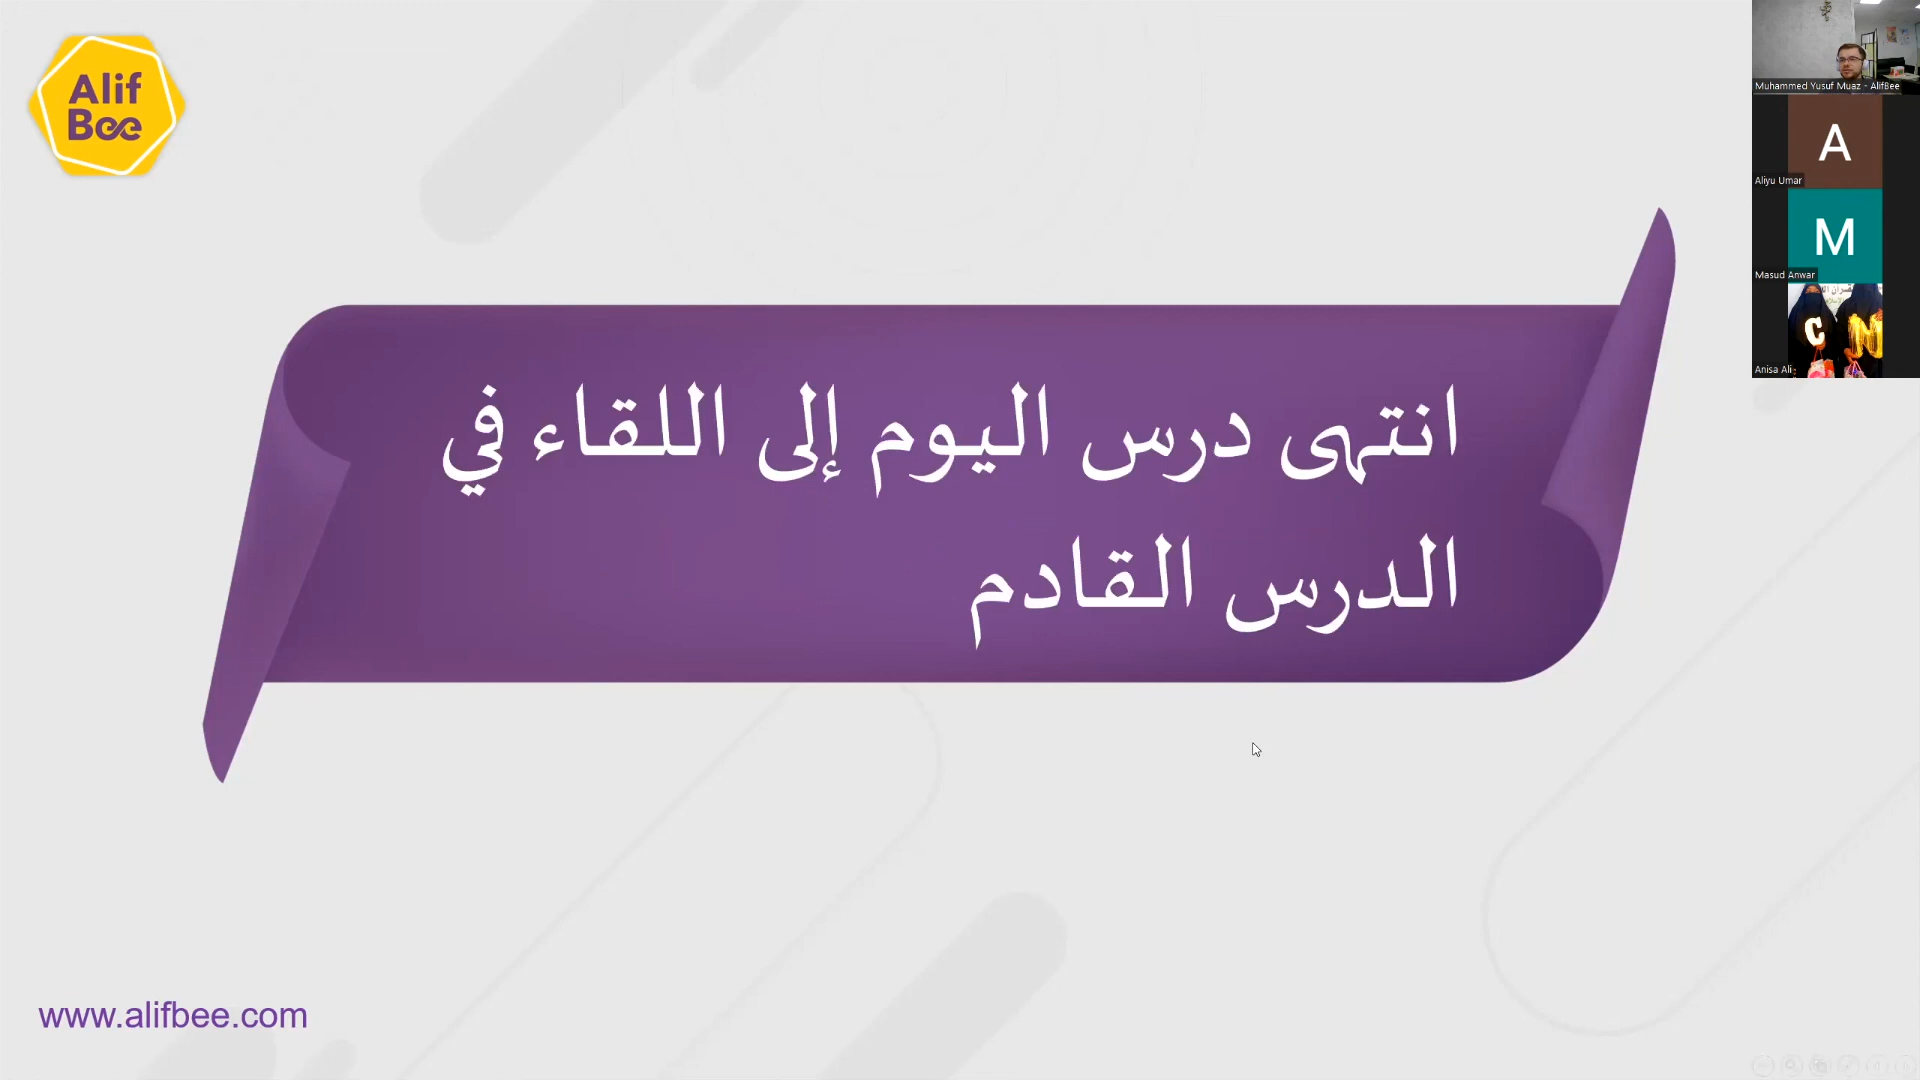 Alif
Bee
انتهى درس اليوم إلى اللقاء في
الدرس القادم
www.alifbee.com
Muhammed Yusuf Muaz - AlifBee
A
Aliyu Umar
M
Masud Anwar
C N
Anisa Ali